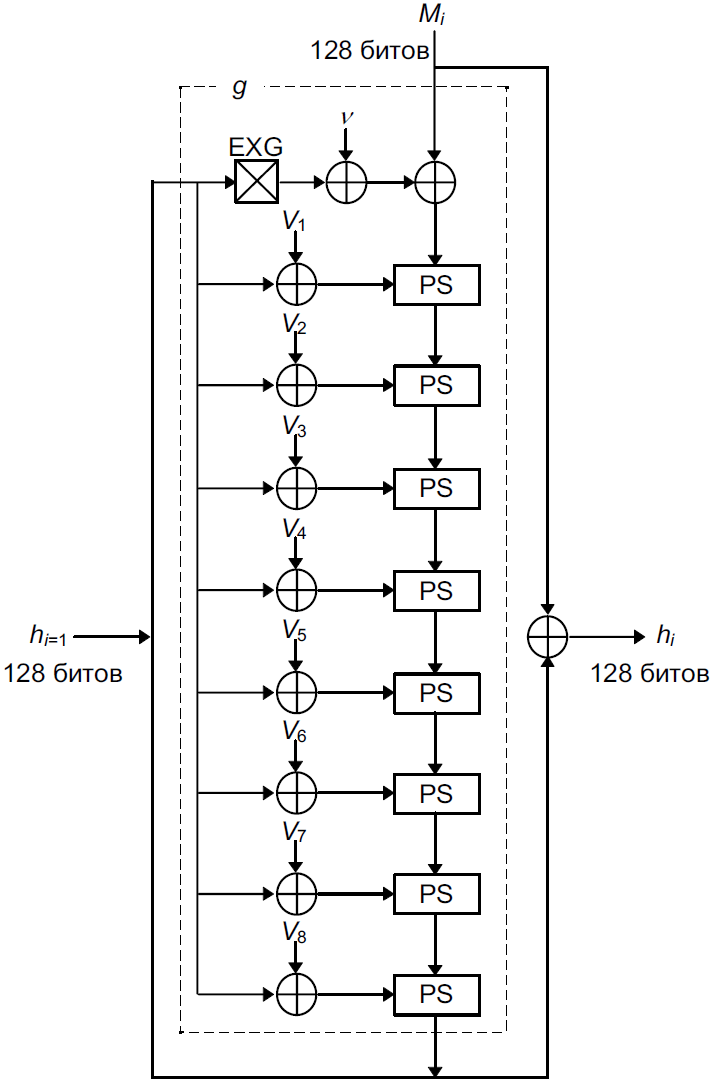 Mi
128 битов
g
ν
EXG
V1
PS
V2
PS
V3
PS
V4
PS
V5
hi=1
128 битов
hi
128 битов
PS
V6
PS
V7
PS
V8
PS